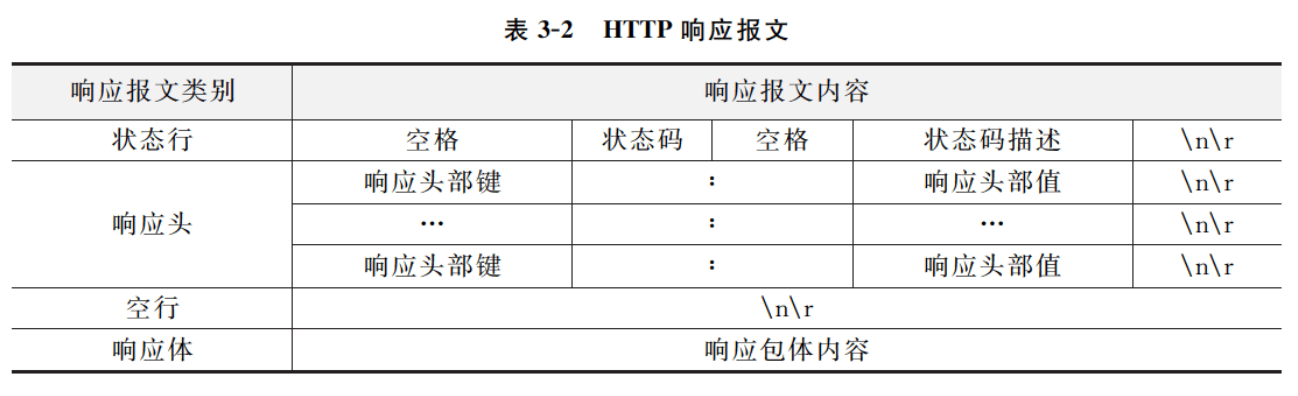 表 3-2 HTTP 响应报文
响应报文类别 响应报文内容
状态行 空格 状态码 空格 状态码描述 \n\r
响应头部键 : 响应头部值 \n\r
响应头 … : … \n\r
响应头部键 : 响应头部值 \n\r
空行 \n\r
响应体 响应包体内容